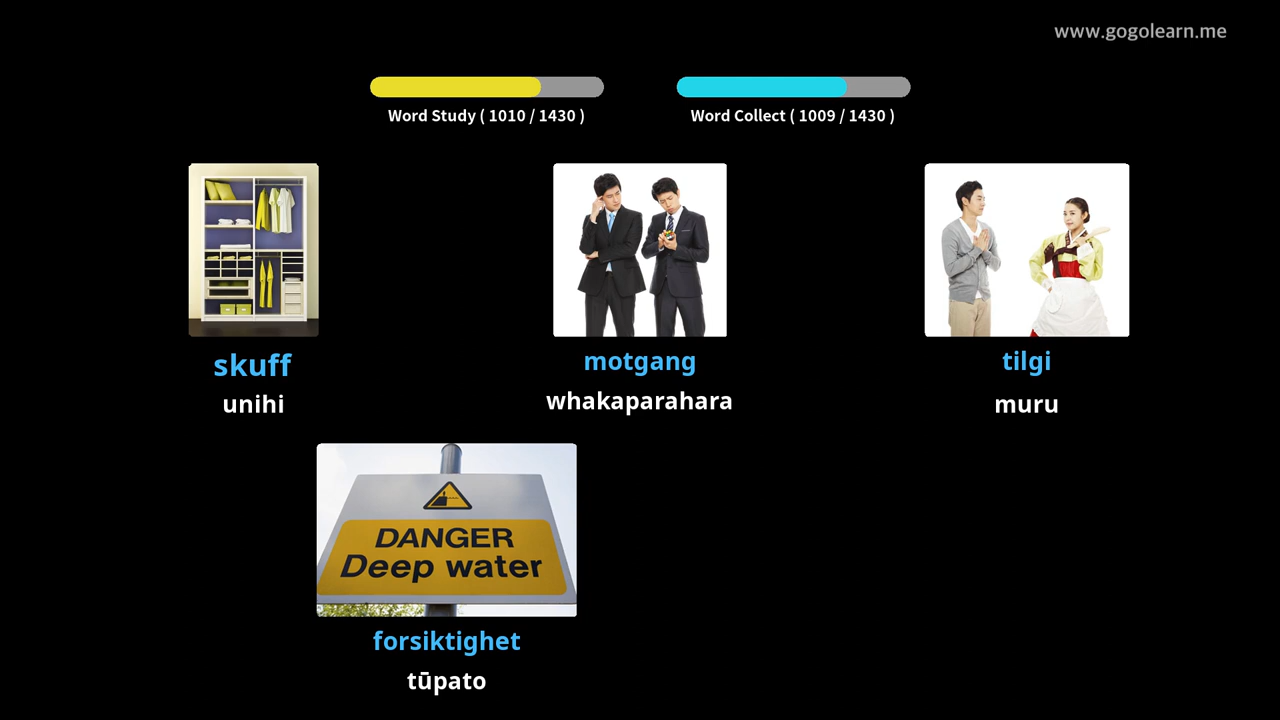 www.gogolearn.me
Word Study ( 1010 / 1430 )
Word Collect ( 1009 / 1430 )
skuff
unihi
motgang
whakaparahara
tilgi
muru
DANGER
Deep water
forsiktighet
tūpato